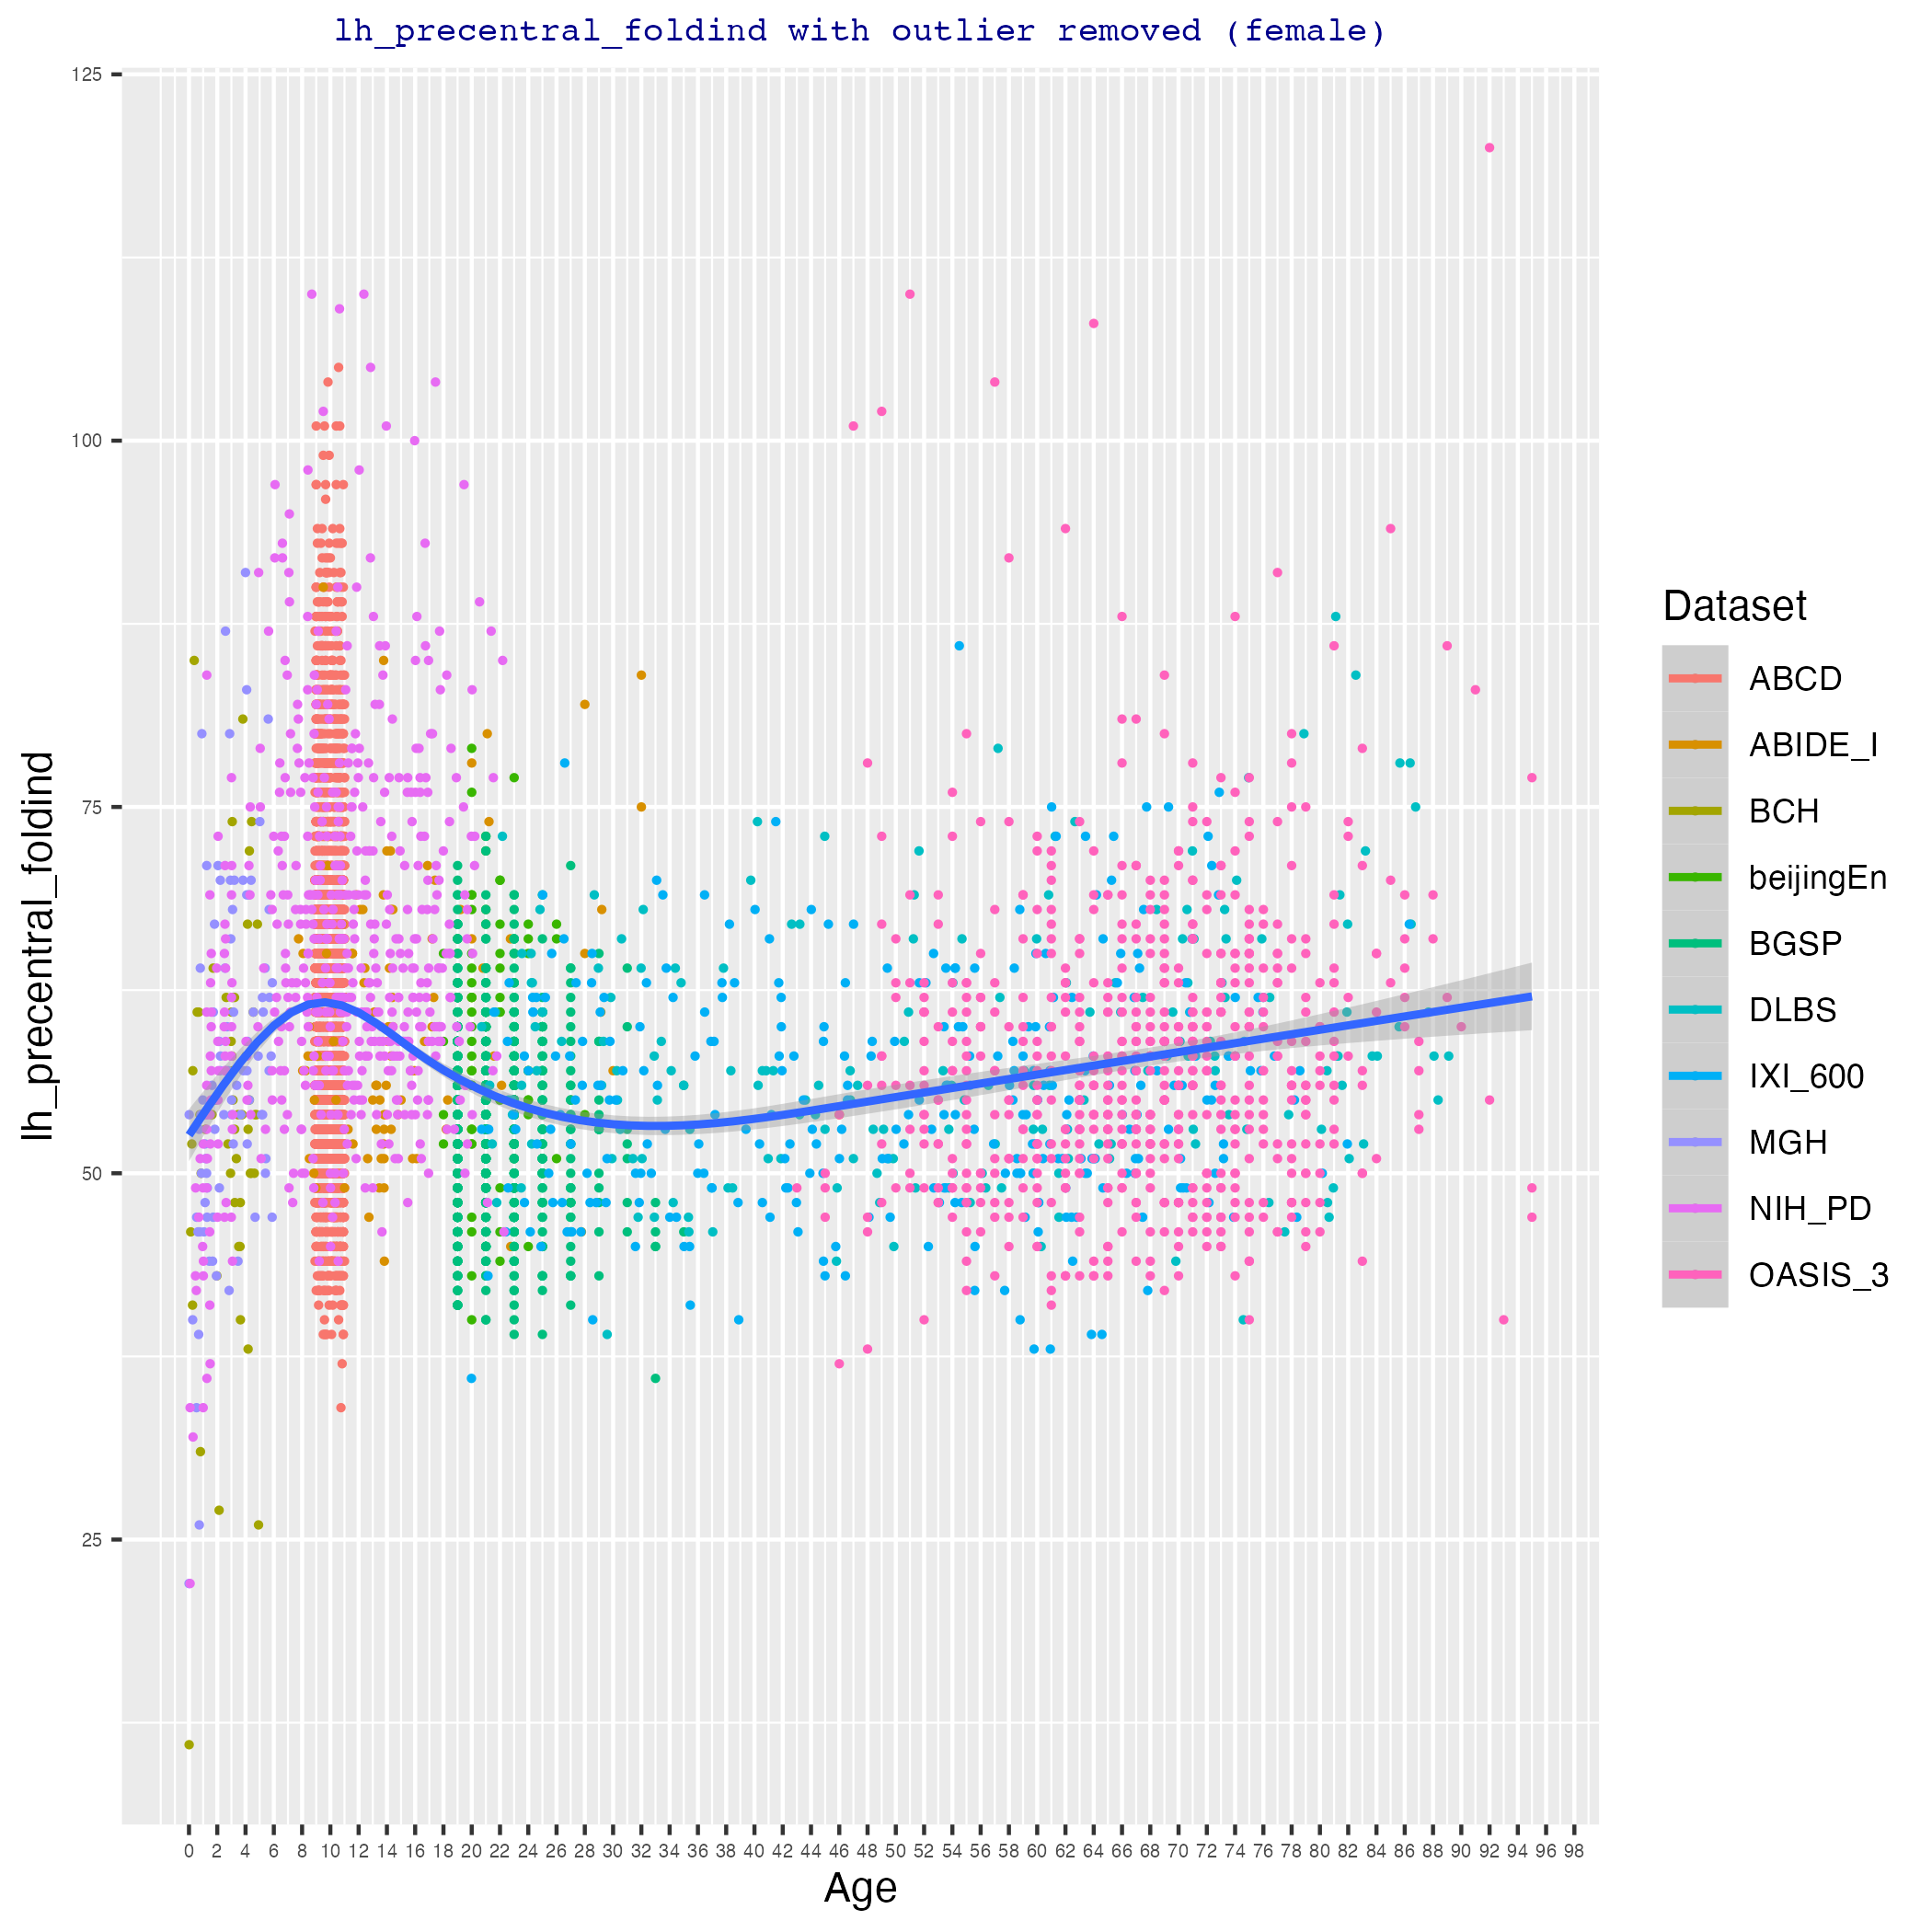 lh_precentral_foldind with outlier removed (female)
125
100
75
50
25
lh_precentral_foldind
0 2 4 6 8 10 12 14 16 18 20 22 24 26 28 30 32 34 36 38 40 42 44 46 48 50 52 54 56 58 60 62 64 66 68 70 72 74 76 78 80 82 84 86 88 90 92 94 96 98
Age
Dataset
ABCD
ABIDE_I
BCH
beijingEn
BGSP
DLBS
IXI_600
MGH
NIH_PD
OASIS_3